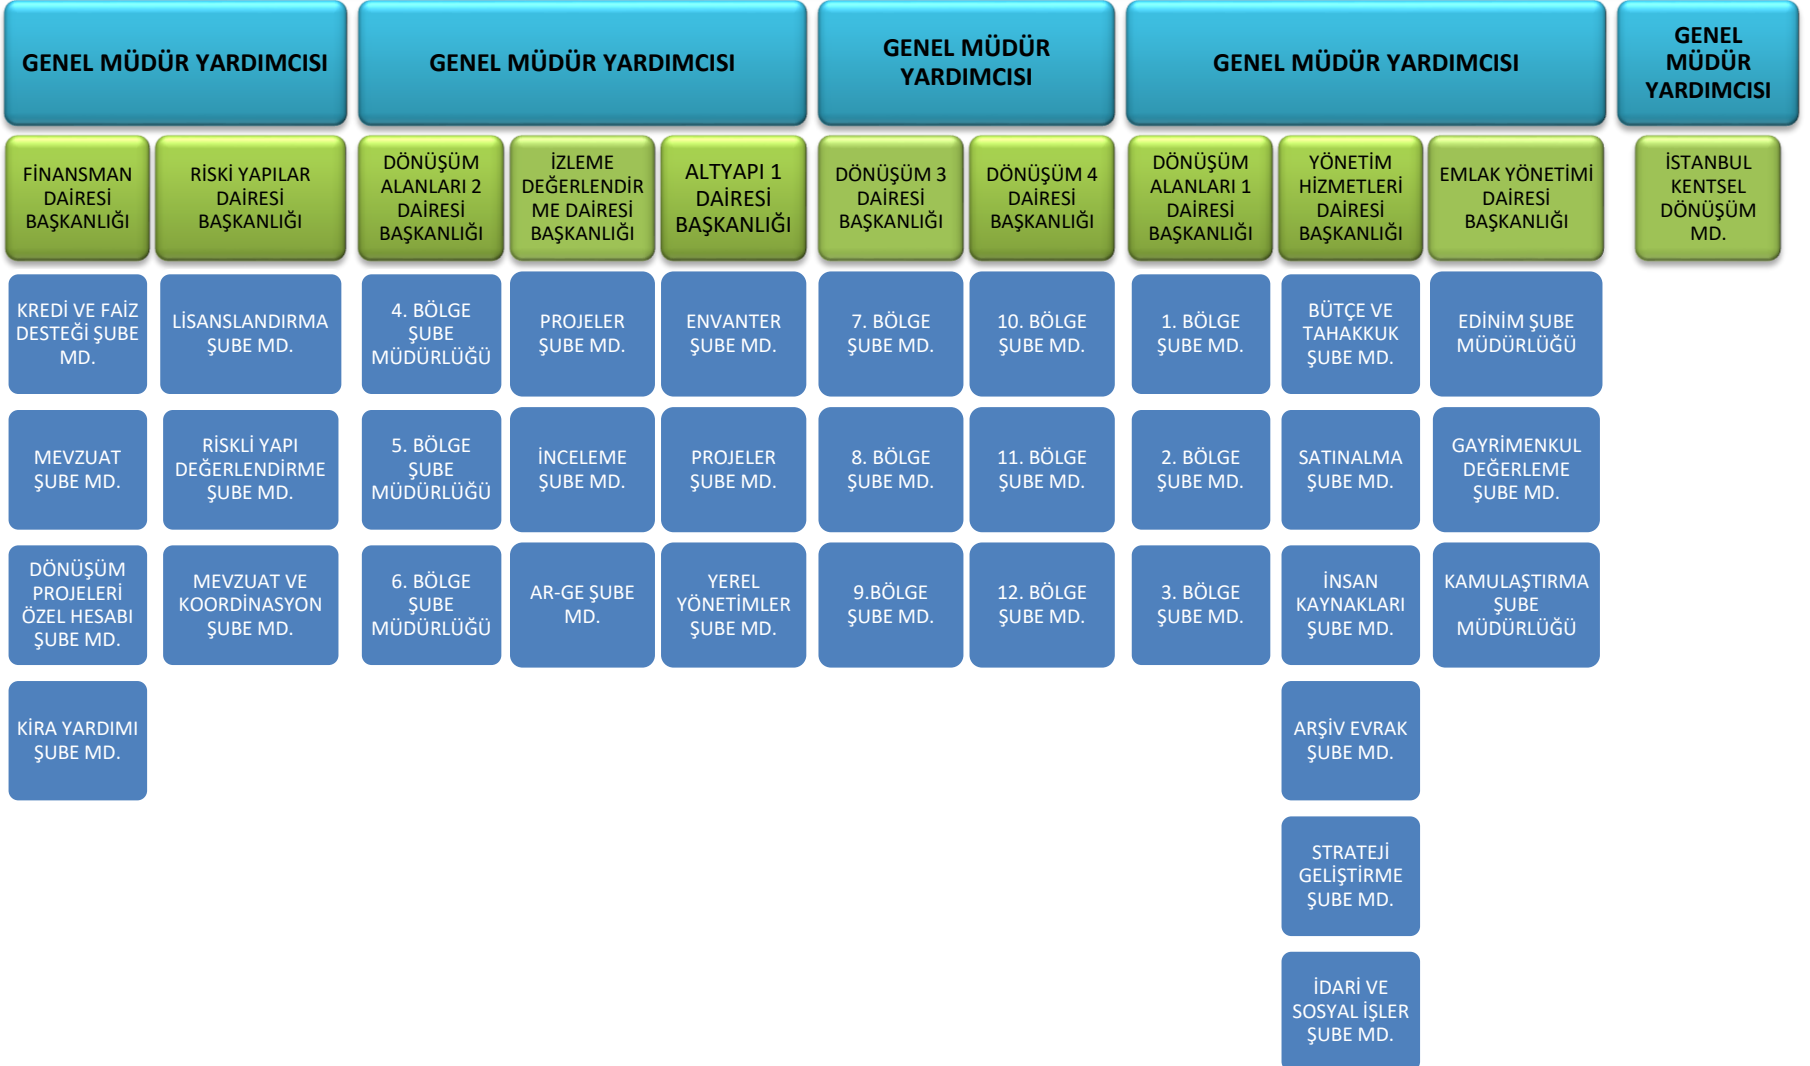 GENEL MÜDÜR YARDIMCISI
GENEL MÜDÜR YARDIMCISI
GENEL MÜDÜR
YARDIMCISI
GENEL MÜDÜR YARDIMCISI
GENEL
MÜDÜR
YARDIMCISI
FİNANSMAN
DAİRESİ
BAŞKANLIĞI
RİSKİ YAPILAR
DAİRESİ
BAŞKANLIĞI
DÖNÜŞÜM
ALANLARI 2
DAİRESİ
BAŞKANLIĞI
İZLEME
DEĞERLENDİR
ME DAİRESİ
BAŞKANLIĞI
ALTYAPI 1
DAİRESİ
BAŞKANLIĞI
DÖNÜŞÜM 3
DAİRESİ
BAŞKANLIĞI
DÖNÜŞÜM 4
DAİRESİ
BAŞKANLIĞI
DÖNÜŞÜM
ALANLARI 1
DAİRESİ
BAŞKANLIĞI
YÖNETİM
HİZMETLERİ
DAİRESİ
BAŞKANLIĞI
EMLAK YÖNETİMİ
DAİRESİ
BAŞKANLIĞI
İSTANBUL
KENTSEL
DÖNÜŞÜM
MD.
KREDİ VE FAİZ
DESTEĞİ ŞUBE
MD.
LİSANSLANDIRMA
ŞUBE MD.
4. BÖLGE
ŞUBE
MÜDÜRLÜĞÜ
PROJELER
ŞUBE MD.
ENVANTER
ŞUBE MD.
7. BÖLGE
ŞUBE MD.
10. BÖLGE
ŞUBE MD.
1. BÖLGE
ŞUBE MD.
BÜTÇE VE
TAHAKKUK
ŞUBE MD.
EDİNİM ŞUBE
MÜDÜRLÜĞÜ
MEVZUAT
ŞUBE MD.
RİSKLİ YAPI
DEĞERLENDİRME
ŞUBE MD.
5. BÖLGE
ŞUBE
MÜDÜRLÜĞÜ
İNCELEME
ŞUBE MD.
PROJELER
ŞUBE MD.
8. BÖLGE
ŞUBE MD.
11. BÖLGE
ŞUBE MD.
2. BÖLGE
ŞUBE MD.
SATINALMA
ŞUBE MD.
GAYRİMENKUL
DEĞERLEME
ŞUBE MD.
DÖNÜŞÜM
PROJELERİ
ÖZEL HESABI
ŞUBE MD.
MEVZUAT VE
KOORDİNASYON
ŞUBE MD.
6. BÖLGE
ŞUBE
MÜDÜRLÜĞÜ
AR-GE ŞUBE
MD.
YEREL
YÖNETİMLER
ŞUBE MD.
9.BÖLGE
ŞUBE MD.
12. BÖLGE
ŞUBE MD.
3. BÖLGE
ŞUBE MD.
İNSAN
KAYNAKLARI
ŞUBE MD.
KAMULAŞTIRMA
ŞUBE
MÜDÜRLÜĞÜ
KİRA YARDIMI
ŞUBE MD.
ARŞİV EVRAK
ŞUBE MD.
STRATEJİ
GELİŞTİRME
ŞUBE MD.
İDARİ VE
SOSYAL İŞLER
ŞUBE MD.